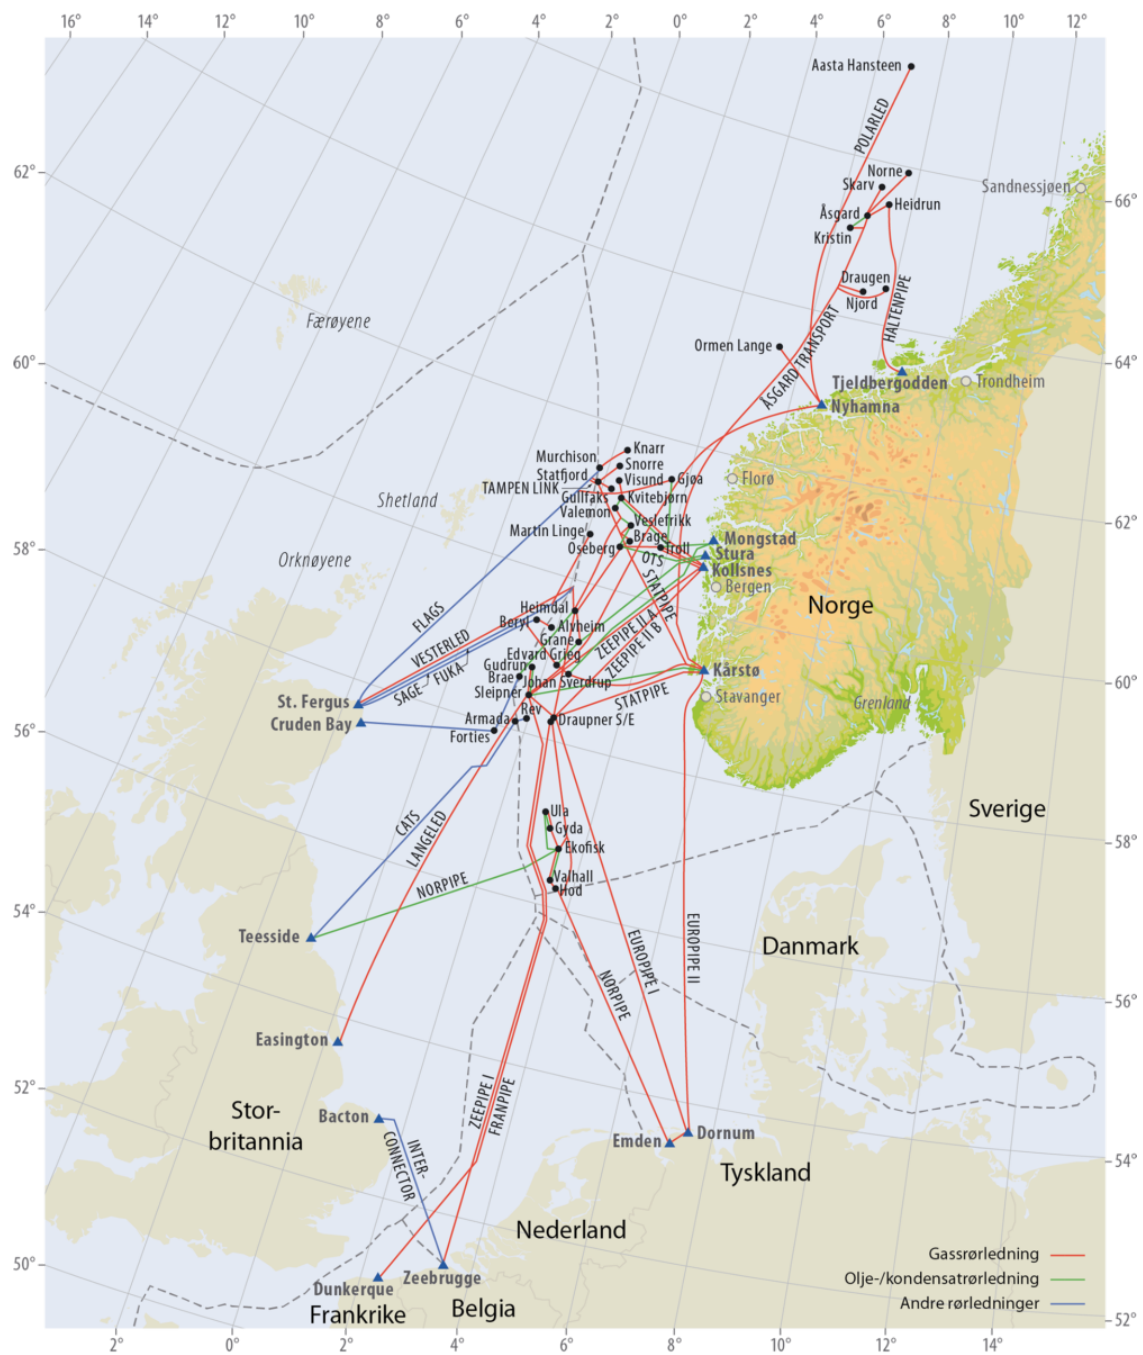 16°
14°
12°
10°
8°
6°
4°
2°
0°
2°
4°
6°
8°
10°
12°
Aasta Hansteen
POLARLED
62°
Norne
Skarv
Sandnessjøen
66°
Heidrun
Åsgard
Kristin
Draugen
Njord
HALTENPIPE
Færøyene
Ormen Lange
ÅSGARD TRANSPORT
60°
64°
Tjeldbergodden
Trondheim
Nyhamna
Knarr
Murchison
Snorre
Statfjord
Visund
Gjøa
Florø
TAMPEN LINK
Gullfaks
Kvitebjørn
Shetland
Valemon
Veslefrikk
62°
Martin Linge
Brage
Mongstad
Oseberg
Troll
Stura
58°
Orknøyene
OTS
Kollsnes
STATPIPE
Bergen
Norge
FLAGS
Heimdal
Beryl
Alvheim
VESTERLED
Grane
ZEEPIPE II A
ZEEPIPE II B
Edvard Grieg
SAGE
FUKA
Gudrun
Brae
Johan Sverdrup
Kårstø
60°
Sleipner
STATPIPE
Stavanger
Grenland
St. Fergus
Rev
Cruden Bay
Armada
Draupner S/E
56°
Forties
Ula
Sverige
CATS
LANGELED
Gyda
Ekofisk
58°
NORPIPE
Valhall
Hod
54°
Teesside
EUROPIPE II
Danmark
EUROPIPE I
NORPIPE
56°
Easington
ZEEPIPE I
FRANPIPE
52°
Stor-
britannia
Bacton
INTER-
CONNECTOR
Emden
Dornum
54°
Tyskland
Nederland
50°
Gassrørledning
Olje-/kondensatrørledning
Andre rørledninger
Zeebrugge
Dunkerque
Frankrike
Belgia
52°
2°
0°
2°
4°
6°
8°
10°
12°
14°